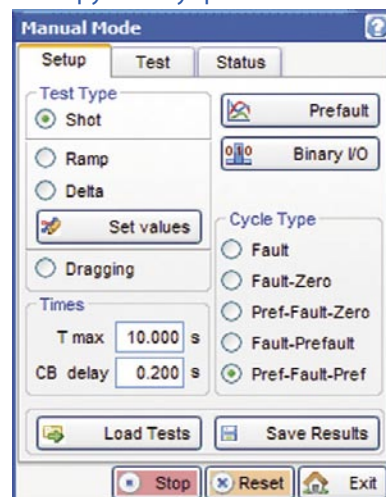 Manual Mode
Setup
Test
Status
Test Type
Shot
Ramp
Delta
Set values
Dragging
Times
T max 10.000 s
CB delay 0.200 s
Prefault
Binary I/O
Cycle Type
Fault
Fault-Zero
Pref-Fault-Zero
Fault-Prefault
Pref-Fault-Pref
Load Tests
Save Results
Stop
Reset
Exit